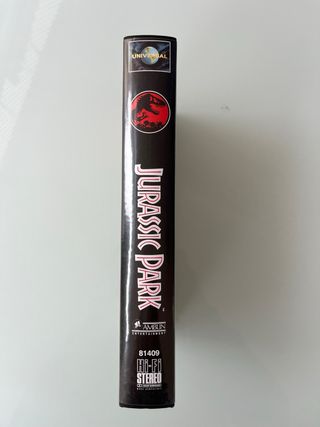 UNIVERSAL
JURASSIC PARK
AMBLIN
ENTERTAINMENT
81409
Hi-Fi
STEREO